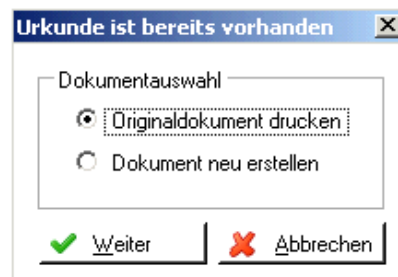 Urkunde ist bereits vorhanden
Dokumentauswahl
Originaldokument drucken
Dokument neu erstellen
Weiter
Abbrechen